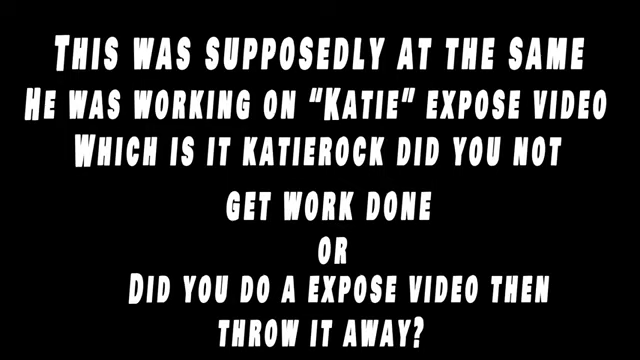 This was supposedly at the same
He was working on "Katie" expose video
Which is it katierock did you not
get work done
or
Did you do a expose video then
throw it away?